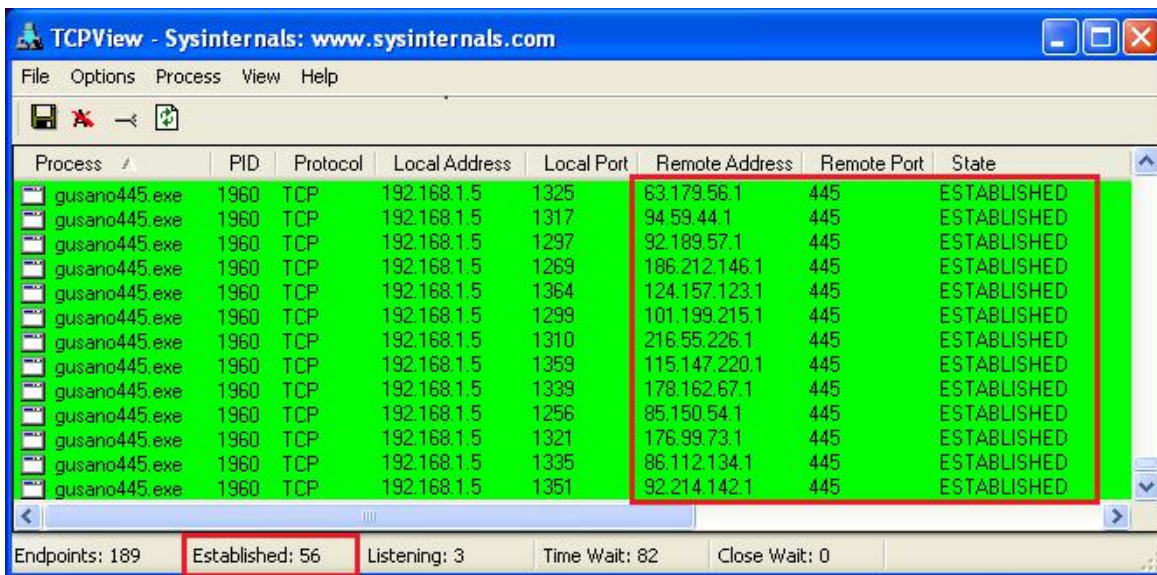 TCPView - Sysinternals: www.sysinternals.com
File Options Process View Help
Process PID Protocol Local Address Local Port Remote Address Remote Port State
gusano445.exe 1960 TCP 192.168.1.5 1325 63.179.56.1 445 ESTABLISHED
gusano445.exe 1960 TCP 192.168.1.5 1317 94.59.44.1 445 ESTABLISHED
gusano445.exe 1960 TCP 192.168.1.5 1297 92.189.57.1 445 ESTABLISHED
gusano445.exe 1960 TCP 192.168.1.5 1269 186.212.146.1 445 ESTABLISHED
gusano445.exe 1960 TCP 192.168.1.5 1364 124.157.123.1 445 ESTABLISHED
gusano445.exe 1960 TCP 192.168.1.5 1299 101.199.215.1 445 ESTABLISHED
gusano445.exe 1960 TCP 192.168.1.5 1310 216.55.226.1 445 ESTABLISHED
gusano445.exe 1960 TCP 192.168.1.5 1359 115.147.220.1 445 ESTABLISHED
gusano445.exe 1960 TCP 192.168.1.5 1339 178.162.67.1 445 ESTABLISHED
gusano445.exe 1960 TCP 192.168.1.5 1256 85.150.54.1 445 ESTABLISHED
gusano445.exe 1960 TCP 192.168.1.5 1321 176.99.73.1 445 ESTABLISHED
gusano445.exe 1960 TCP 192.168.1.5 1335 86.112.134.1 445 ESTABLISHED
gusano445.exe 1960 TCP 192.168.1.5 1351 92.214.142.1 445 ESTABLISHED
Endpoints: 189 Established: 56 Listening: 3 Time Wait: 82 Close Wait: 0